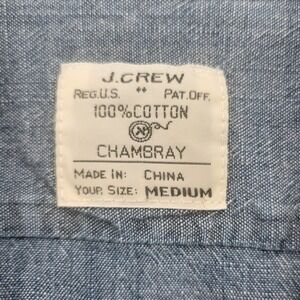 J.CREW
REG.U.S. PAT.OFF.
100%COTTON
CHAMBRAY
MADE IN: CHINA
YOUR SIZE: MEDIUM